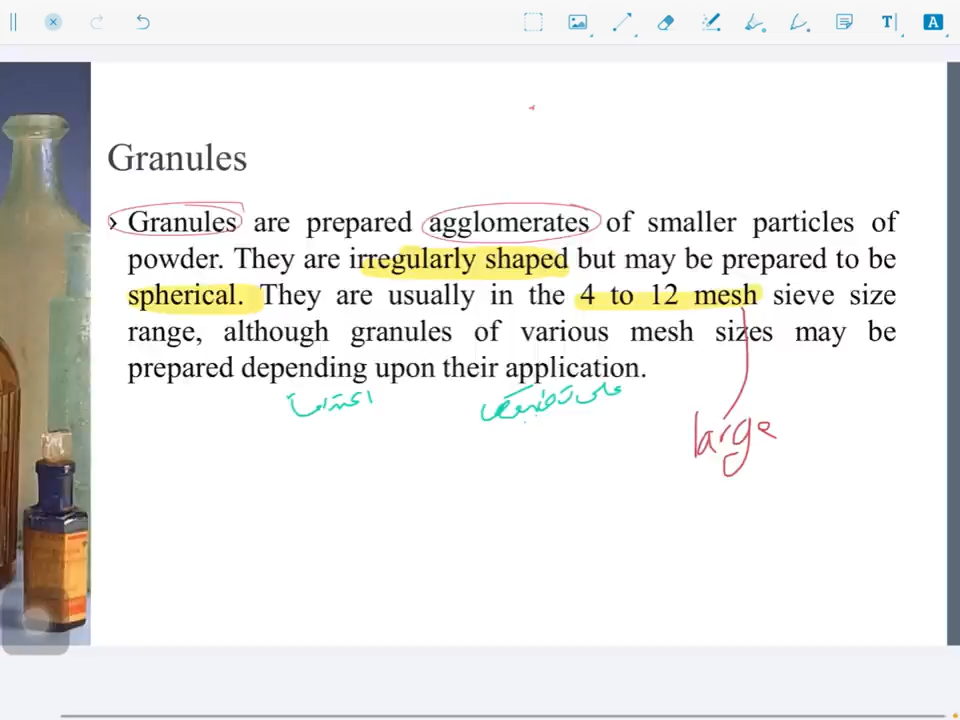 Granules
› Granules are prepared agglomerates of smaller particles of
powder. They are irregularly shaped but may be prepared to be
spherical. They are usually in the 4 to 12 mesh sieve size
range, although granules of various mesh sizes may be
prepared depending upon their application.
اعتماداً
على
large